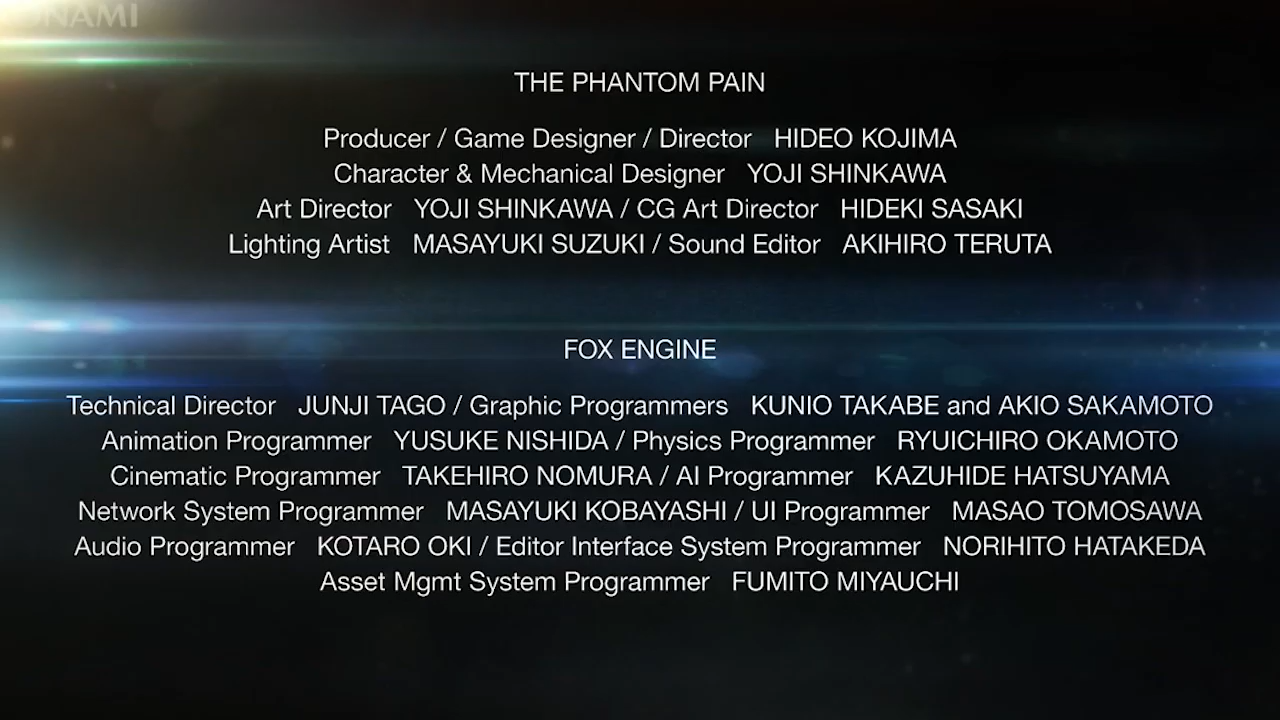 KONAMI
THE PHANTOM PAIN
Producer / Game Designer / Director HIDEO KOJIMA
Character & Mechanical Designer YOJI SHINKAWA
Art Director YOJI SHINKAWA / CG Art Director HIDEKI SASAKI
Lighting Artist MASAYUKI SUZUKI / Sound Editor AKIHIRO TERUTA
FOX ENGINE
Technical Director JUNJI TAGO / Graphic Programmers KUNIO TAKABE and AKIO SAKAMOTO
Animation Programmer YUSUKE NISHIDA / Physics Programmer RYUICHIRO OKAMOTO
Cinematic Programmer TAKEHIRO NOMURA / AI Programmer KAZUHIDE HATSUYAMA
Network System Programmer MASAYUKI KOBAYASHI / UI Programmer MASAO TOMOSAWA
Audio Programmer KOTARO OKI / Editor Interface System Programmer NORIHITO HATAKEDA
Asset Mgmt System Programmer FUMITO MIYAUCHI